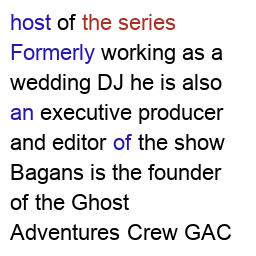 host of the series
Formerly working as a
wedding DJ he is also
an executive producer
and editor of the show
Bagans is the founder
of the Ghost
Adventures Crew GAC